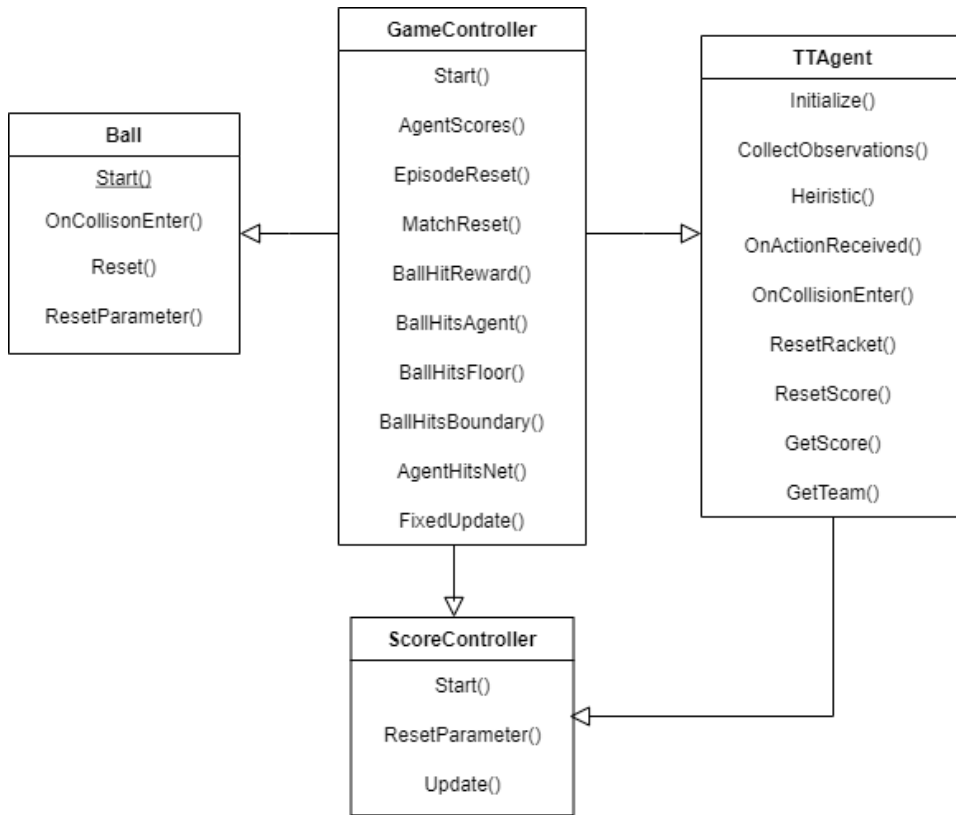 GameController
Start()
AgentScores()
EpisodeReset()
MatchReset()
BallHitReward()
BallHitsAgent()
BallHitsFloor()
BallHitsBoundary()
AgentHitsNet()
FixedUpdate()
TTAgent
Initialize()
CollectObservations()
Heiristic()
OnActionReceived()
OnCollisionEnter()
ResetRacket()
ResetScore()
GetScore()
GetTeam()
Ball
Start()
OnCollisonEnter()
Reset()
ResetParameter()
ScoreController
Start()
ResetParameter()
Update()